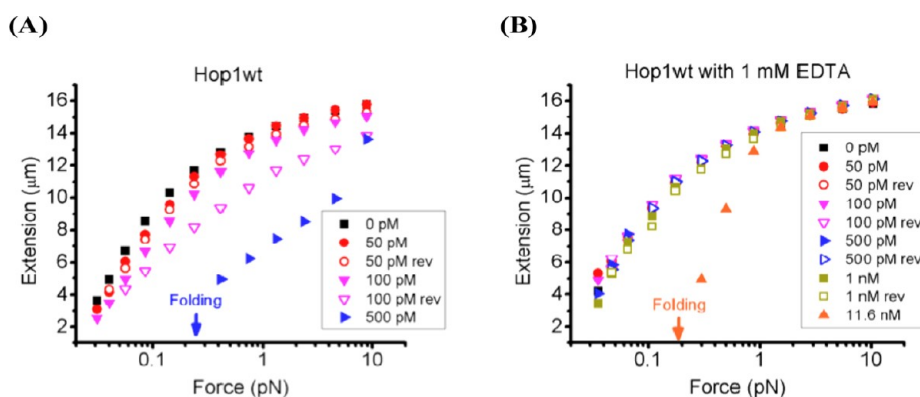 (A)
Hop1wt
Extension (µm)
16
14
12
10
8
6
4
2
0 pM
50 pM
50 pM rev
100 pM
100 pM rev
500 pM
Folding
0.1
1
10
Force (pN)
(B)
Hop1wt with 1 mM EDTA
Extension (µm)
16
14
12
10
8
6
4
2
0 pM
50 pM
50 pM rev
100 pM
100 pM rev
500 pM
500 pM rev
1 nM
1 nM rev
11.6 nM
Folding
0.1
1
10
Force (pN)